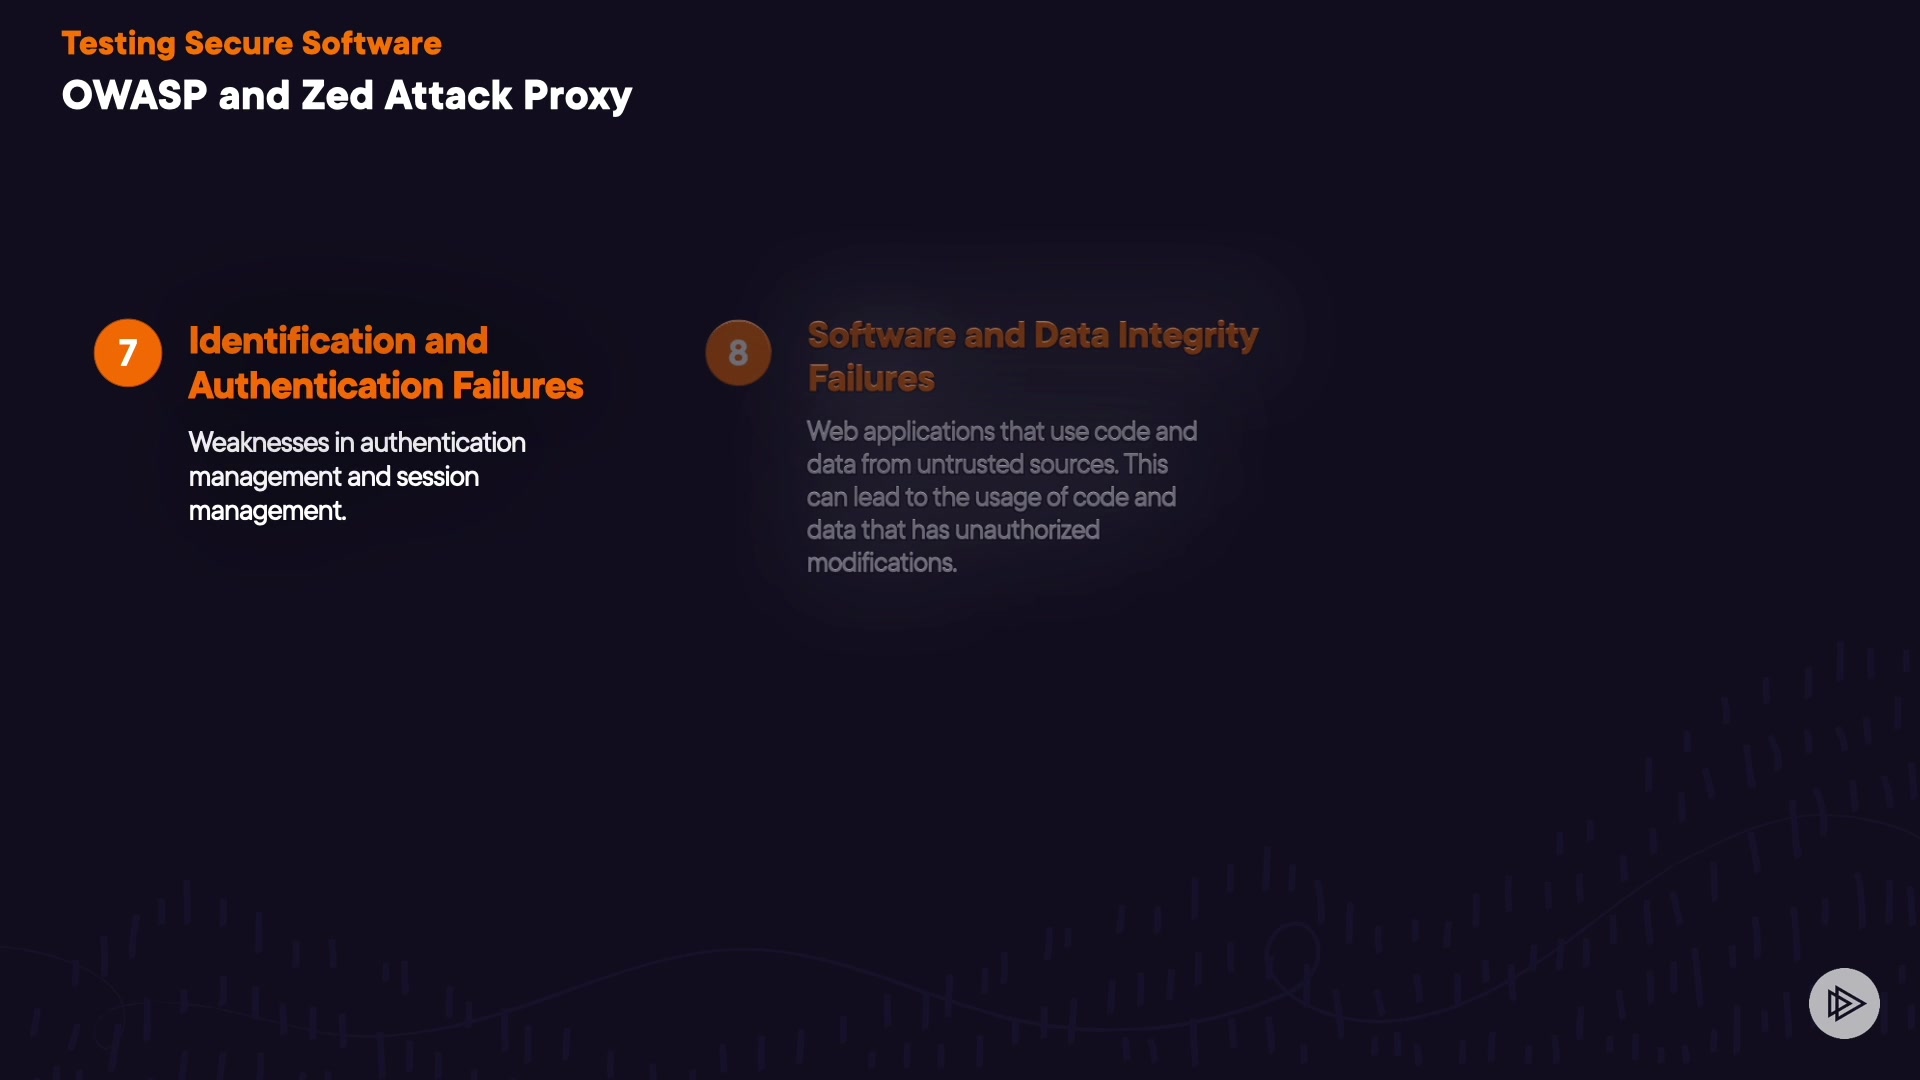 Testing Secure Software
OWASP and Zed Attack Proxy
7
Identification and
Authentication Failures
Weaknesses in authentication
management and session
management.
8
Software and Data Integrity
Failures
Web applications that use code and
data from untrusted sources. This
can lead to the usage of code and
data that has unauthorized
modifications.